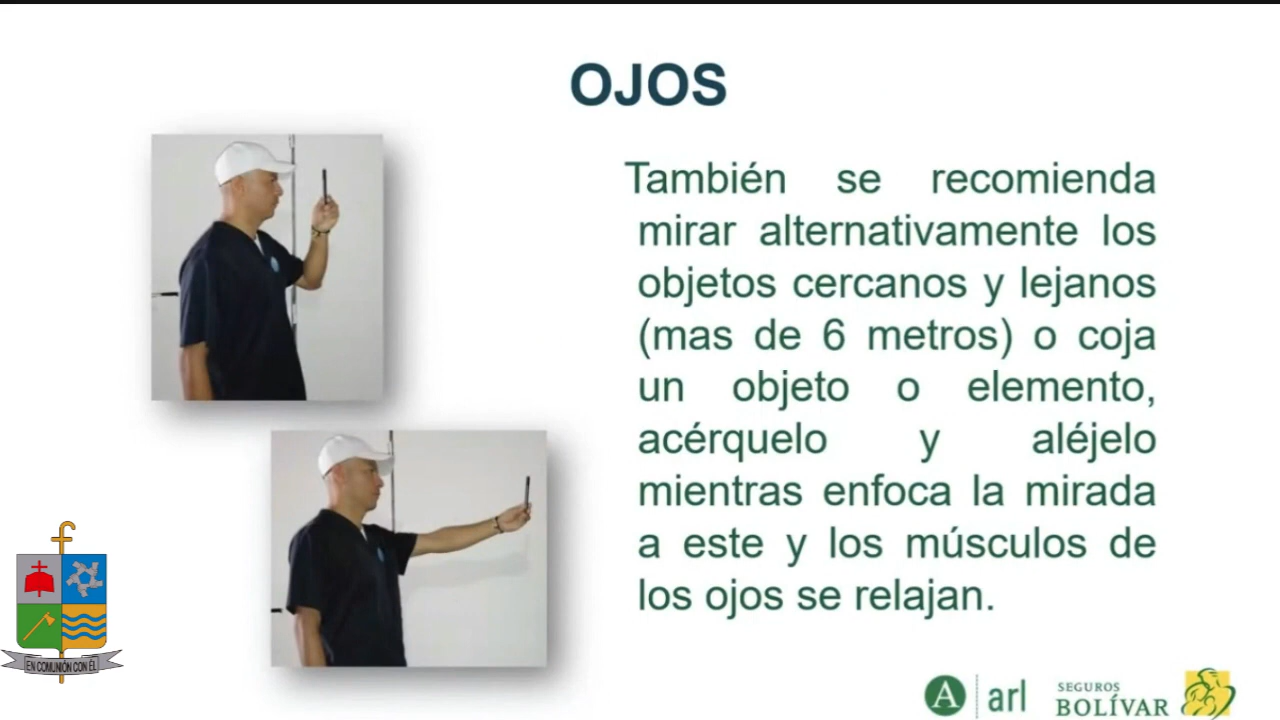 OJOS
También se recomienda
mirar alternativamente los
objetos cercanos y lejanos
(mas de 6 metros) o coja
un objeto o elemento,
acérquelo y aléjelo
mientras enfoca la mirada
a este y los músculos de
los ojos se relajan.
EN COMUNIÓN CON ÉL
A arl
SEGUROS
BOLÍVAR